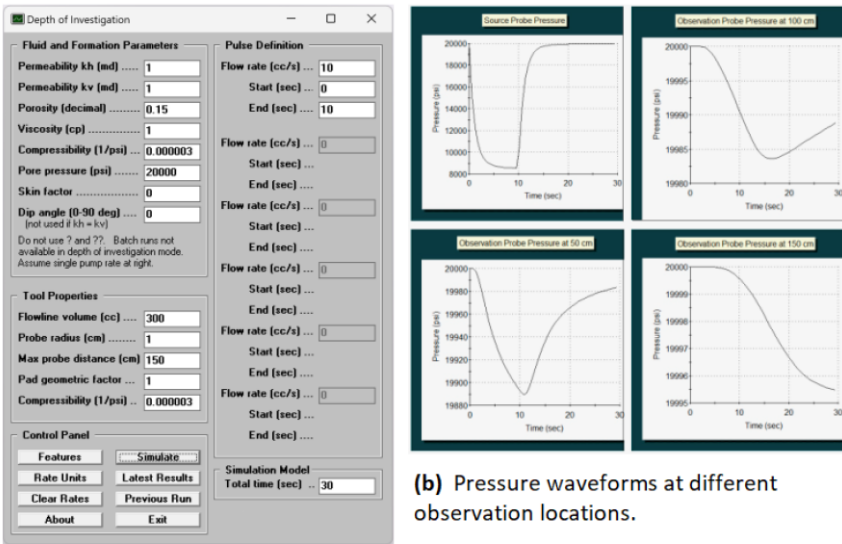 Depth of Investigation
Fluid and Formation Parameters
Permeability kh (md) ..... 1
Permeability kv (md) ..... 1
Porosity (decimal) .......... 0.15
Viscosity (cp) ................. 1
Compressibility (1/psi) .. 0.000003
Pore pressure (psi) ....... 20000
Skin factor .................... 0
Dip angle (0-90 deg) .... 0
(not used if kh = kv)
Do not use ? and ??. Batch runs not
available in depth of investigation mode.
Assume single pump rate at right.
Tool Properties
Flowline volume (cc) .... 300
Probe radius (cm) ........ 1
Max probe distance (cm) 150
Pad geometric factor ... 1
Compressibility (1/psi) .. 0.000003
Control Panel
Features Simulate
Rate Units Latest Results
Clear Rates Previous Run
About Exit
Pulse Definition
Flow rate (cc/s) ... 10
Start (sec) ... 0
End (sec) .... 10
Flow rate (cc/s) ... 0
Start (sec) ...
End (sec) ....
Flow rate (cc/s) ... 0
Start (sec) ...
End (sec) ....
Flow rate (cc/s) ... 0
Start (sec) ...
End (sec) ....
Flow rate (cc/s) ... 0
Start (sec) ...
End (sec) ....
Flow rate (cc/s) ... 0
Start (sec) ...
End (sec) ....
Simulation Model
Total time (sec) .. 30
Source Probe Pressure
Pressure (psi)
20000
18000
16000
14000
12000
10000
8000
0 10 20 30
Time (sec)
Observation Probe Pressure at 100 cm
Pressure (psi)
20000
19995
19990
19985
19980
0 10 20 30
Time (sec)
Observation Probe Pressure at 50 cm
Pressure (psi)
20000
19980
19960
19940
19920
19900
19880
0 10 20 30
Time (sec)
Observation Probe Pressure at 150 cm
Pressure (psi)
20000
19999
19998
19997
19996
19995
0 10 20 30
Time (sec)
(b) Pressure waveforms at different
observation locations.